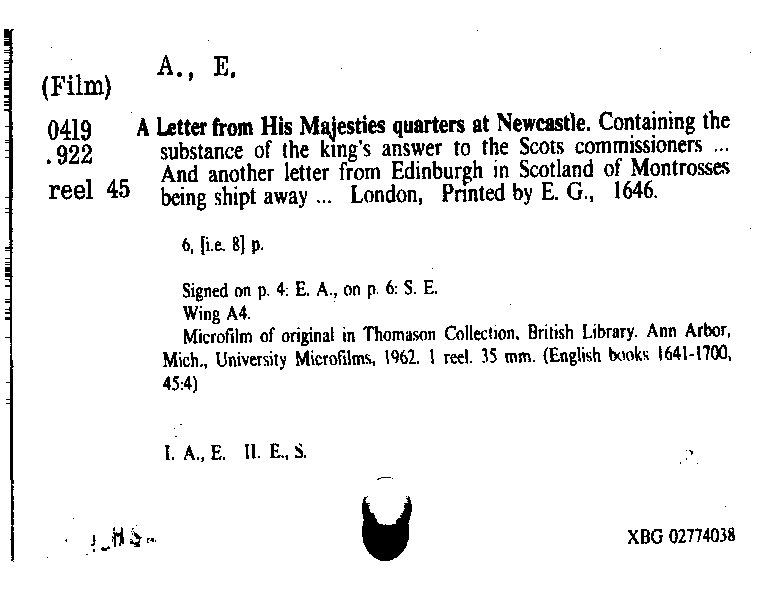 A., E.
(Film)
0419
.922
reel 45
A Letter from His Majesties quarters at Newcastle. Containing the
substance of the king's answer to the Scots commissioners ...
And another letter from Edinburgh in Scotland of Montrosses
being shipt away ... London, Printed by E. G., 1646.
6, [i.e. 8] p.
Signed on p. 4: E. A., on p. 6: S. E.
Wing A4.
Microfilm of original in Thomason Collection, British Library. Ann Arbor,
Mich., University Microfilms, 1962. 1 reel. 35 mm. (English books 1641-1700,
45:4)
I. A., E. II. E., S.
XBG 02774038